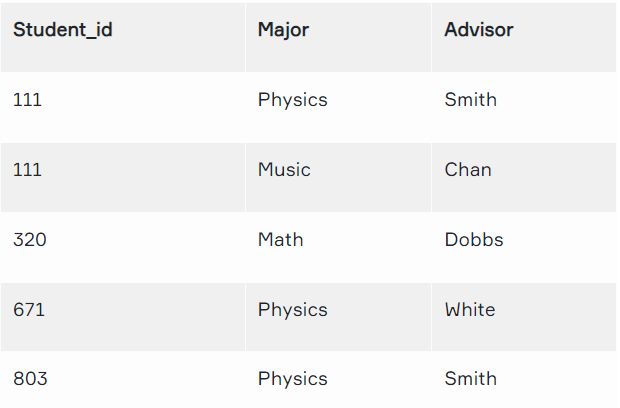 Student_id Major Advisor
111 Physics Smith
111 Music Chan
320 Math Dobbs
671 Physics White
803 Physics Smith